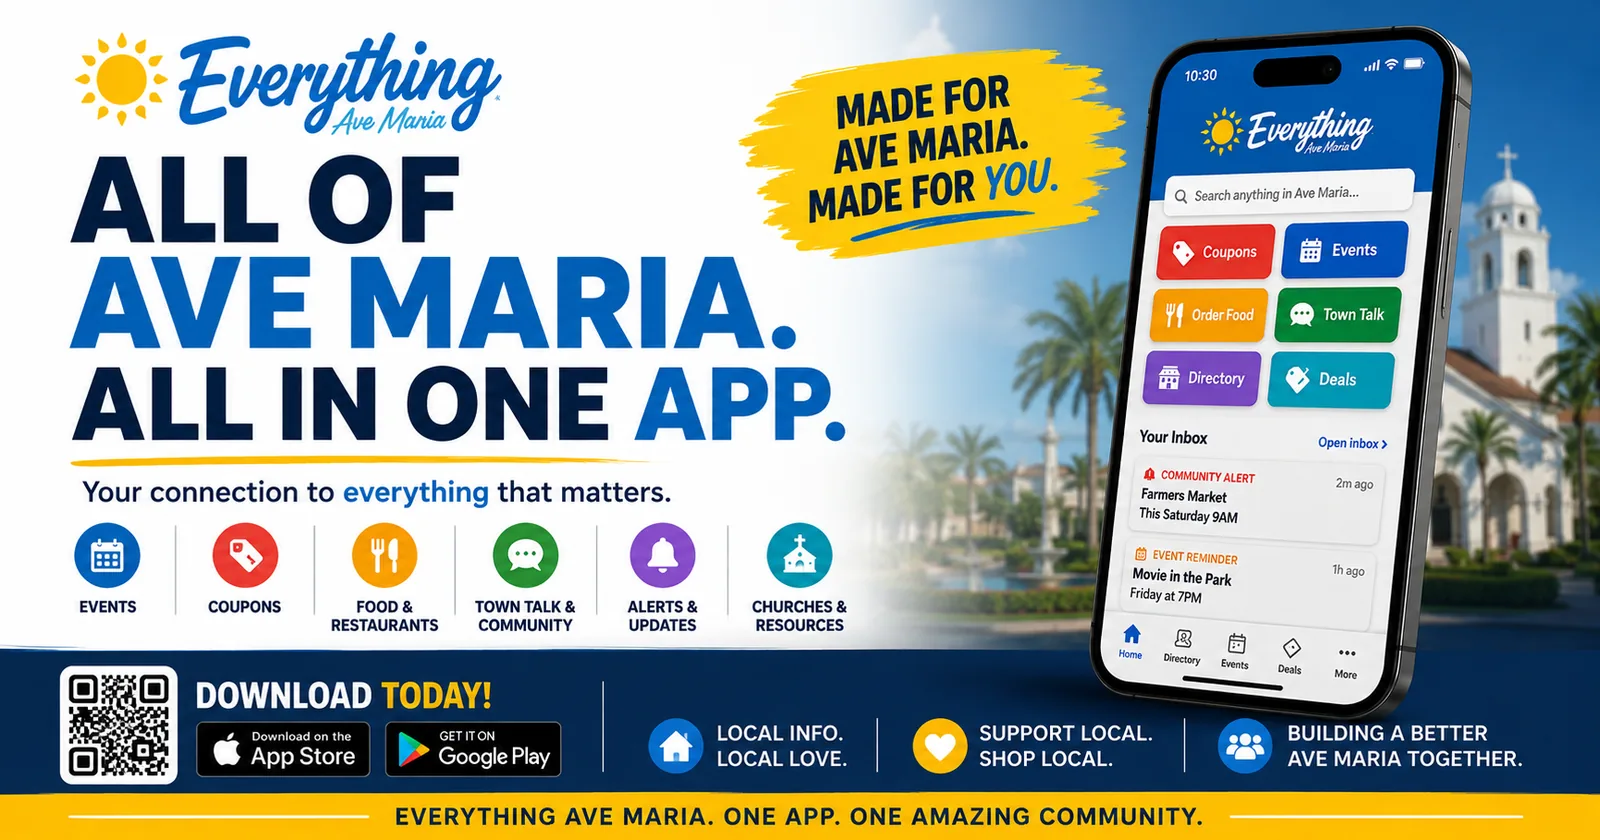 Everything
Ave Maria
ALL OF
AVE MARIA.
ALL IN ONE APP.
Your connection to everything that matters.
EVENTS
COUPONS
FOOD &
RESTAURANTS
TOWN TALK &
COMMUNITY
ALERTS &
UPDATES
CHURCHES &
RESOURCES
MADE FOR
AVE MARIA.
MADE FOR YOU.
10:30
Everything
Ave Maria
Search anything in Ave Maria...
Coupons
Events
Order Food
Town Talk
Directory
Deals
Your Inbox
Open inbox >
COMMUNITY ALERT
2m ago
Farmers Market
This Saturday 9AM
EVENT REMINDER
1h ago
Movie in the Park
Friday at 7PM
Home
Directory
Events
Deals
More
DOWNLOAD TODAY!
Download on the
App Store
GET IT ON
Google Play
LOCAL INFO.
LOCAL LOVE.
SUPPORT LOCAL.
SHOP LOCAL.
BUILDING A BETTER
AVE MARIA TOGETHER.
EVERYTHING AVE MARIA. ONE APP. ONE AMAZING COMMUNITY.